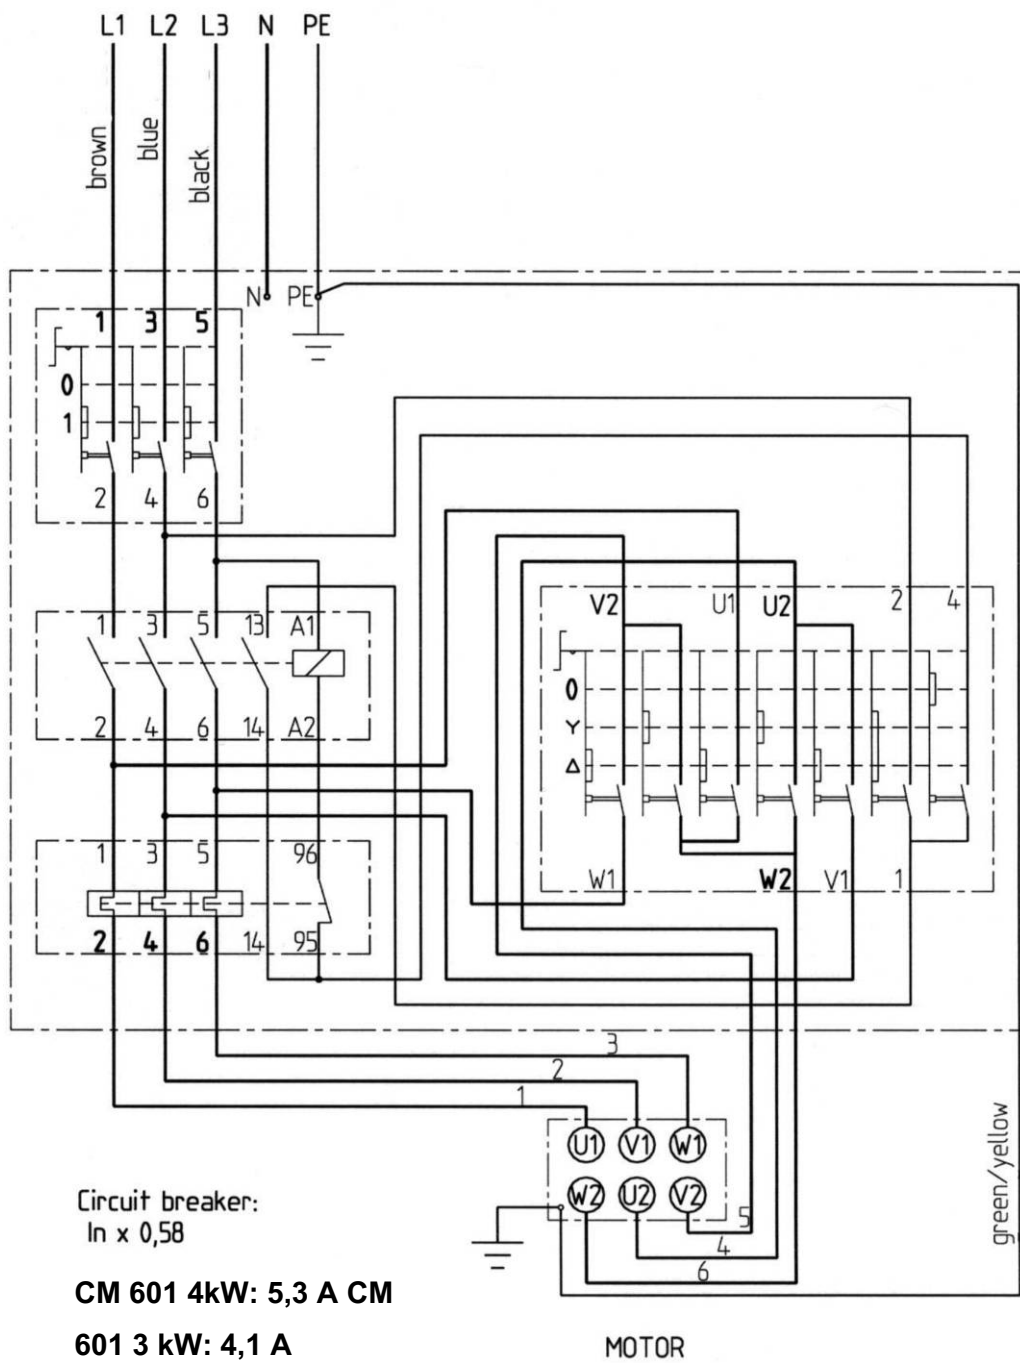 L1 L2 L3 N PE
brown
blue
black
N PE
1 3 5
0
1
2 4 6
V2 U1 U2 2 4
1 3 5 13 A1
0
Y
Δ
2 4 6 14 A2
1 3 5 96
W1 W2 V1 1
2 4 6 14 95
3
2
1
U1 V1 W1
W2 U2 V2
5
4
6
green/yellow
Circuit breaker:
In x 0,58
CM 601 4kW: 5,3 A CM
601 3 kW: 4,1 A
MOTOR